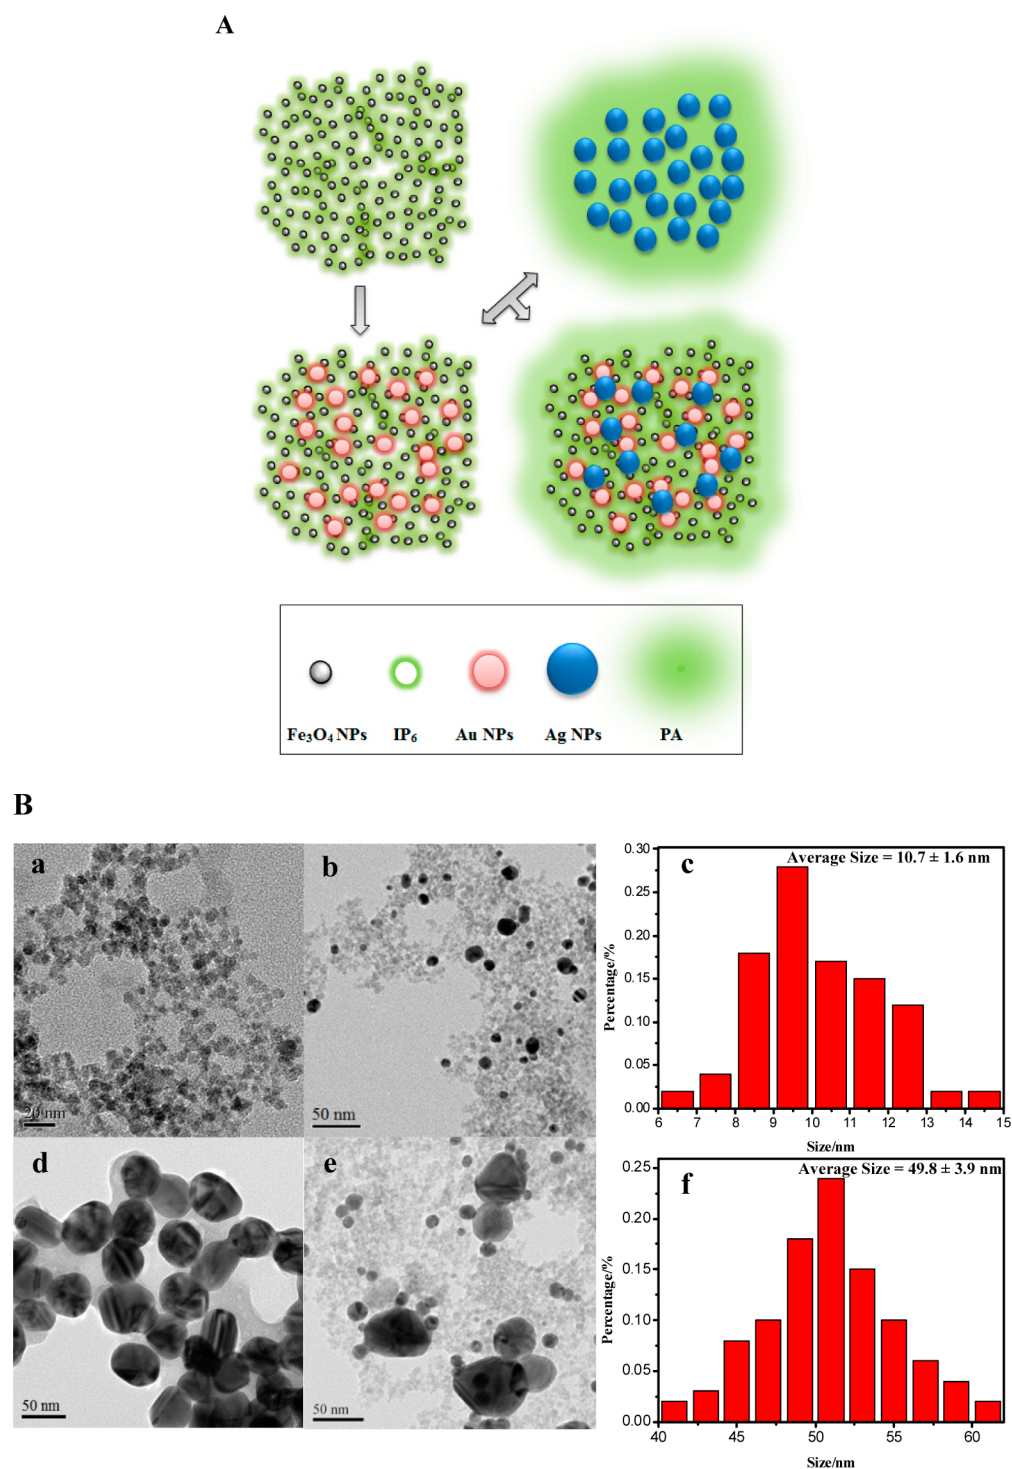 A
Fe₃O₄ NPs IP₆ Au NPs Ag NPs PA
B
a
20 nm
b
50 nm
c
Average Size = 10.7 ± 1.6 nm
Percentage/%
0.30
0.25
0.20
0.15
0.10
0.05
0.00
6 7 8 9 10 11 12 13 14 15
Size/nm
d
50 nm
e
50 nm
f
Average Size = 49.8 ± 3.9 nm
Percentage/%
0.25
0.20
0.15
0.10
0.05
0.00
40 45 50 55 60
Size/nm